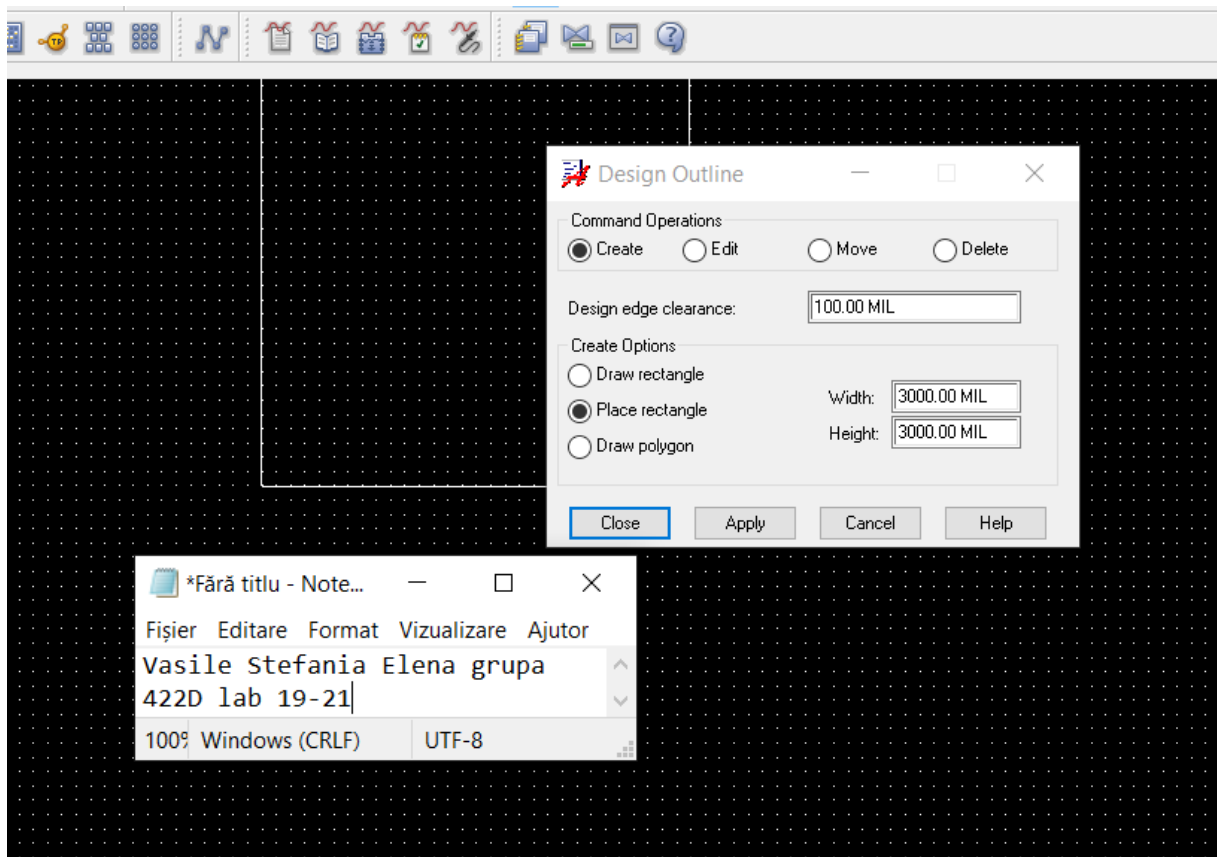 TP
Design Outline
Command Operations
Create Edit Move Delete
Design edge clearance: 100.00 MIL
Create Options
Draw rectangle
Place rectangle
Draw polygon
Width: 3000.00 MIL
Height: 3000.00 MIL
Close Apply Cancel Help
*Fără titlu - Note...
Fișier Editare Format Vizualizare Ajutor
Vasile Stefania Elena grupa
422D lab 19-21
100% Windows (CRLF) UTF-8